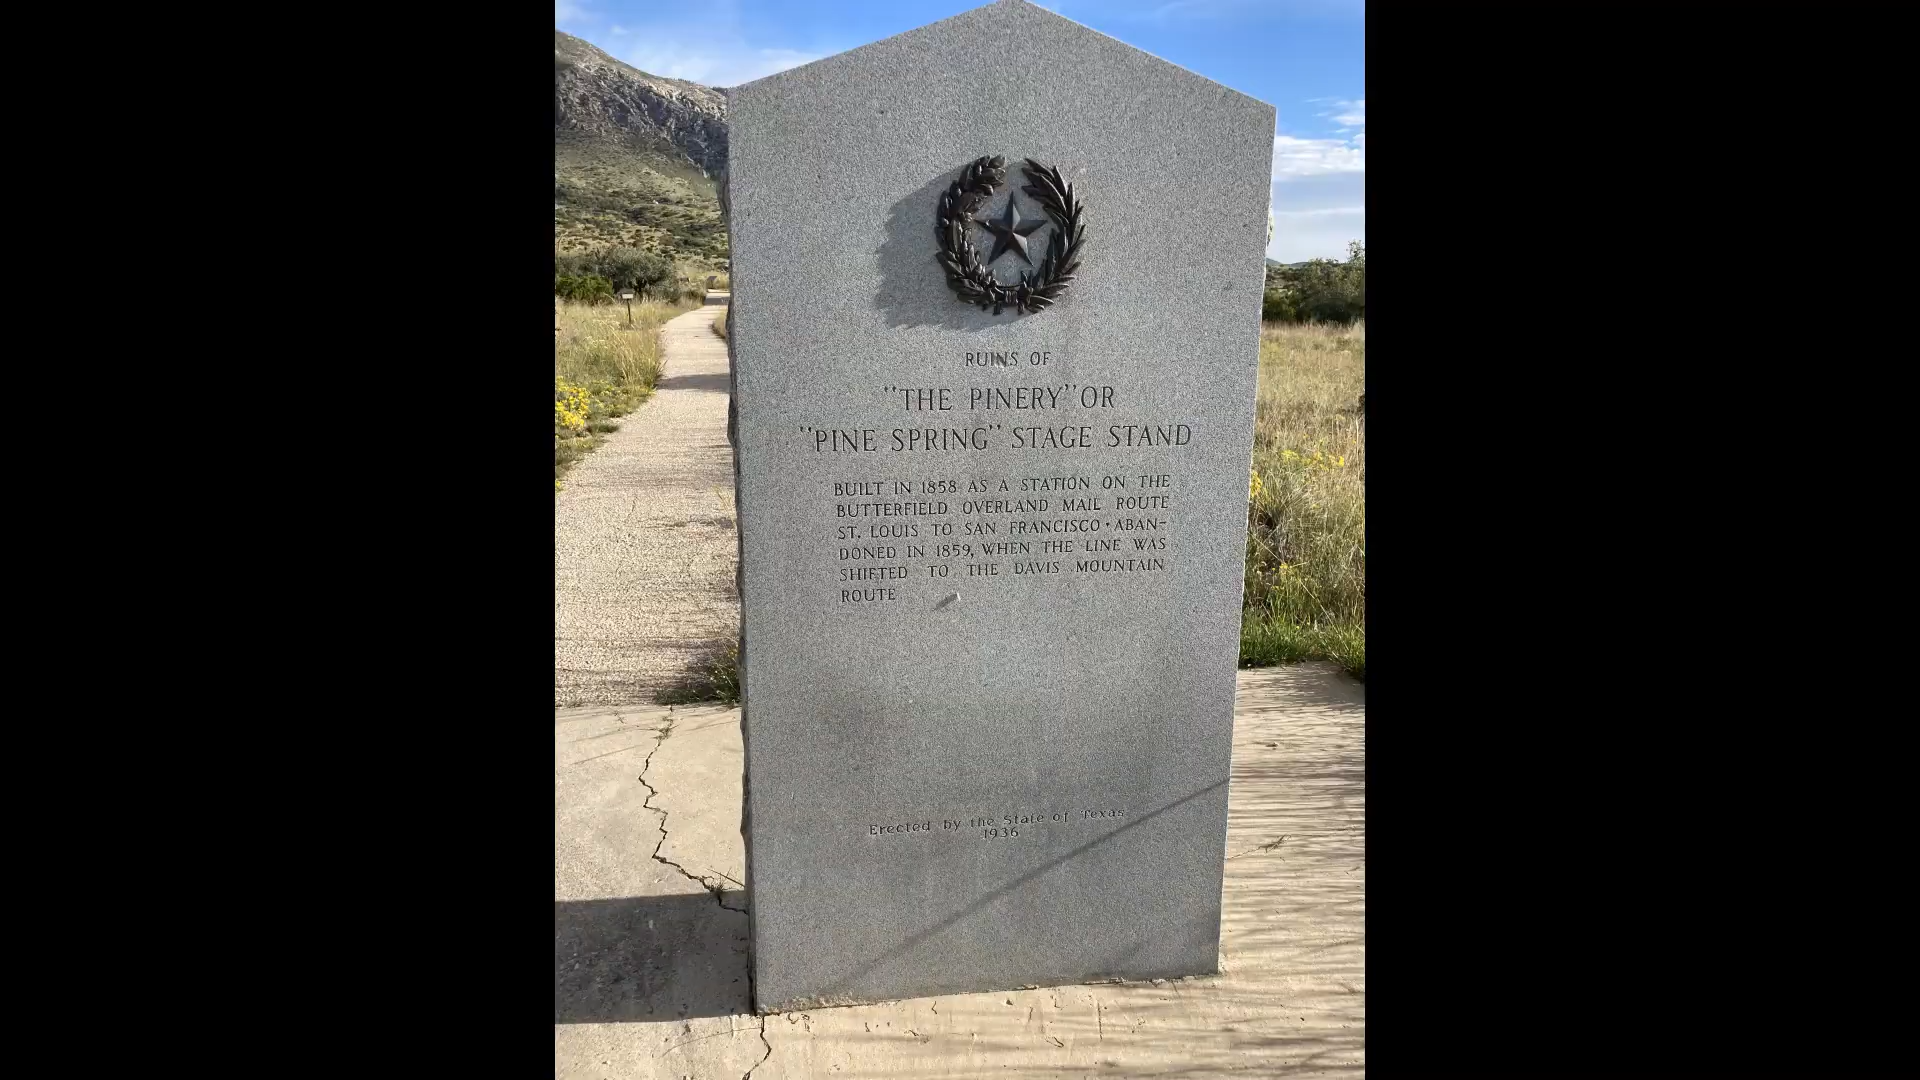 RUINS OF
"THE PINERY" OR
"PINE SPRING" STAGE STAND
BUILT IN 1858 AS A STATION ON THE
BUTTERFIELD OVERLAND MAIL ROUTE
ST. LOUIS TO SAN FRANCISCO • ABAN-
DONED IN 1859, WHEN THE LINE WAS
SHIFTED TO THE DAVIS MOUNTAIN
ROUTE
Erected by the State of Texas
1936